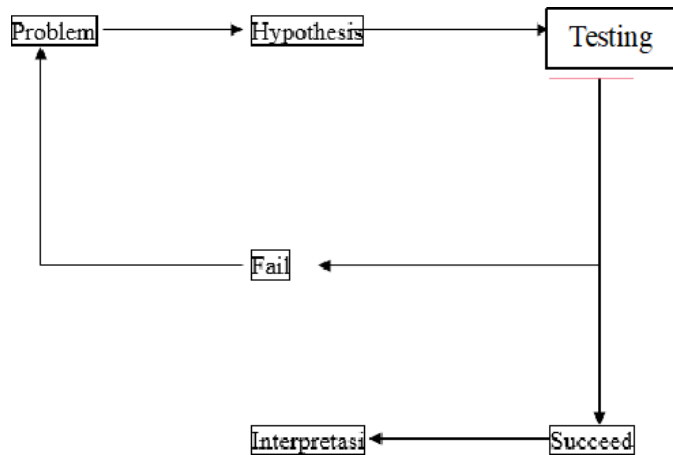 Problem
Hypothesis
Testing
Fail
Interpretasi
Succeed